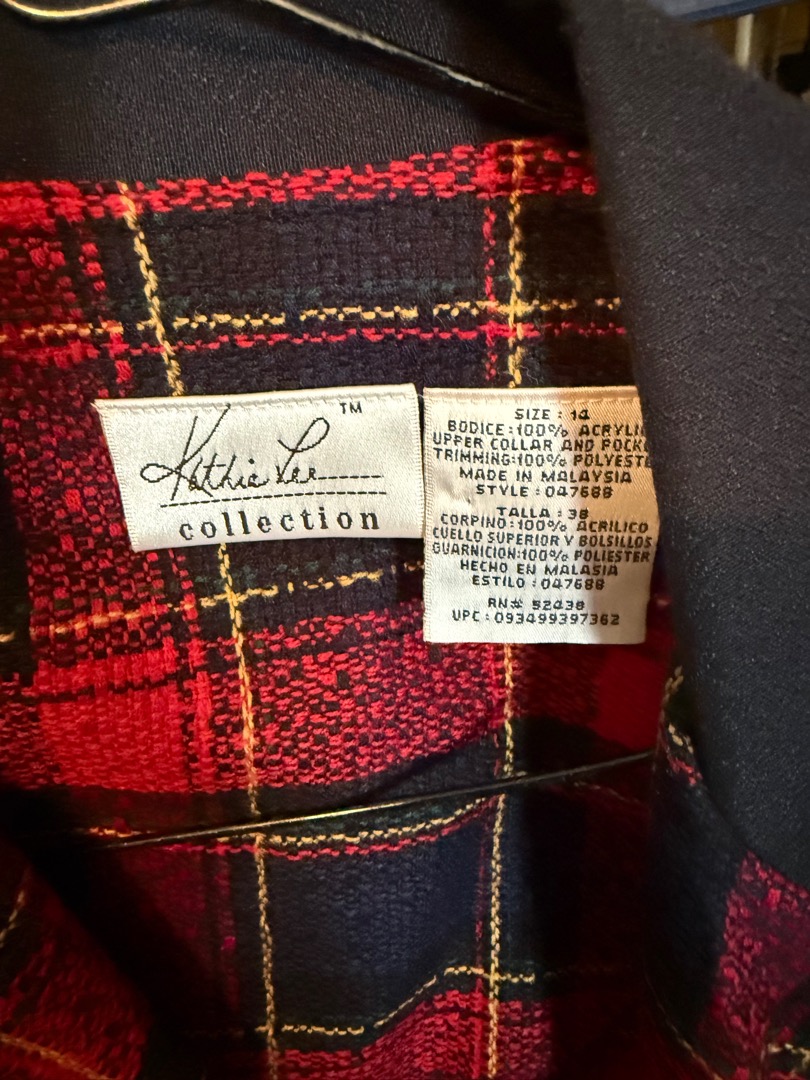 Kathie Lee™
collection
SIZE : 14
BODICE:100% ACRYLIC
UPPER COLLAR AND
TRIMMING:100%
MADE IN MALAYSIA
STYLE : 047688
TALLA : 38
CORPINO:100% ACRILICO
CUELLO SUPERIOR Y BOLSILLOS
GUARNICION:100% POLIESTER
HECHO EN MALASIA
ESTILO : 047688
RN# 52438
UPC : 093499397362